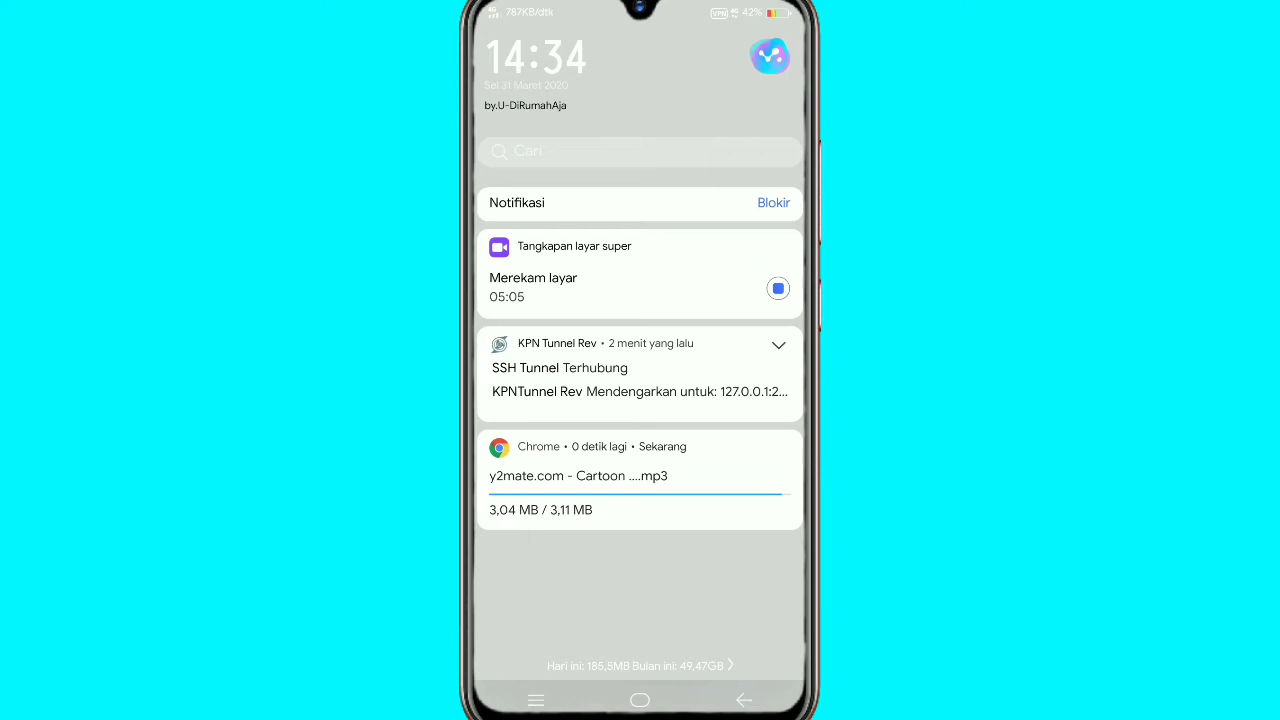 4G 787KB/dtk VPN 42%
14:34
Sel 31 Maret 2020
by.U-DiRumahAja
Cari
Notifikasi Blokir
Tangkapan layar super
Merekam layar
05:05
KPN Tunnel Rev • 2 menit yang lalu
SSH Tunnel Terhubung
KPNTunnel Rev Mendengarkan untuk: 127.0.0.1:2...
Chrome • 0 detik lagi • Sekarang
y2mate.com - Cartoon ....mp3
3,04 MB / 3,11 MB
Hari ini: 185,5MB Bulan ini: 49,47GB